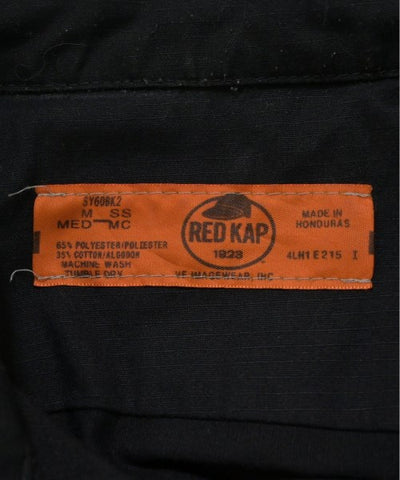 SY60BK2
M SS
MED MC
65% POLYESTER/POLIESTER
35% COTTON/ALGODON
MACHINE WASH
TUMBLE DRY
RED KAP
1923
VF IMAGEWEAR, INC.
MADE IN
HONDURAS
4LH1E215 I